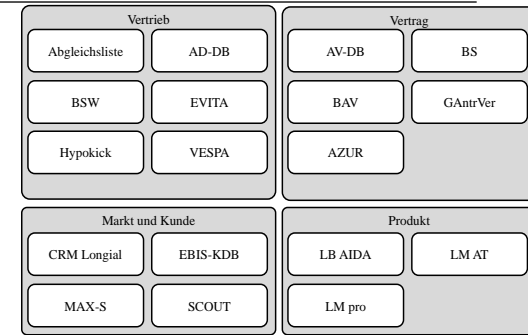 Vertrieb
Abgleichsliste
AD-DB
BSW
EVITA
Hypokick
VESPA
Vertrag
AV-DB
BS
BAV
GAntrVer
AZUR
Markt und Kunde
CRM Longial
EBIS-KDB
MAX-S
SCOUT
Produkt
LB AIDA
LM AT
LM pro